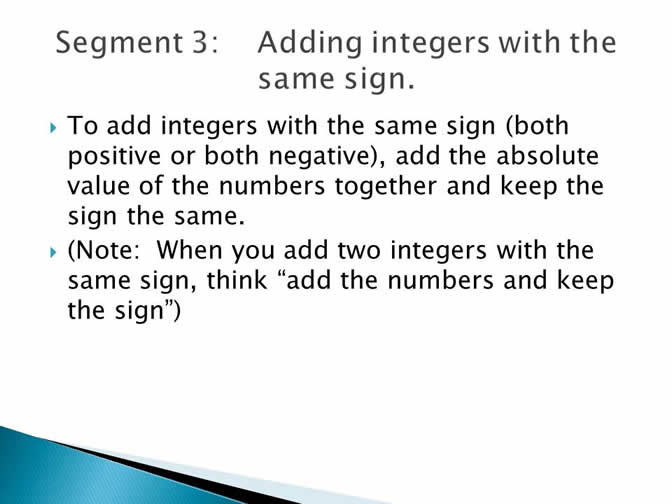 Segment 3: Adding integers with the
same sign.
To add integers with the same sign (both
positive or both negative), add the absolute
value of the numbers together and keep the
sign the same.
(Note: When you add two integers with the
same sign, think “add the numbers and keep
the sign”)